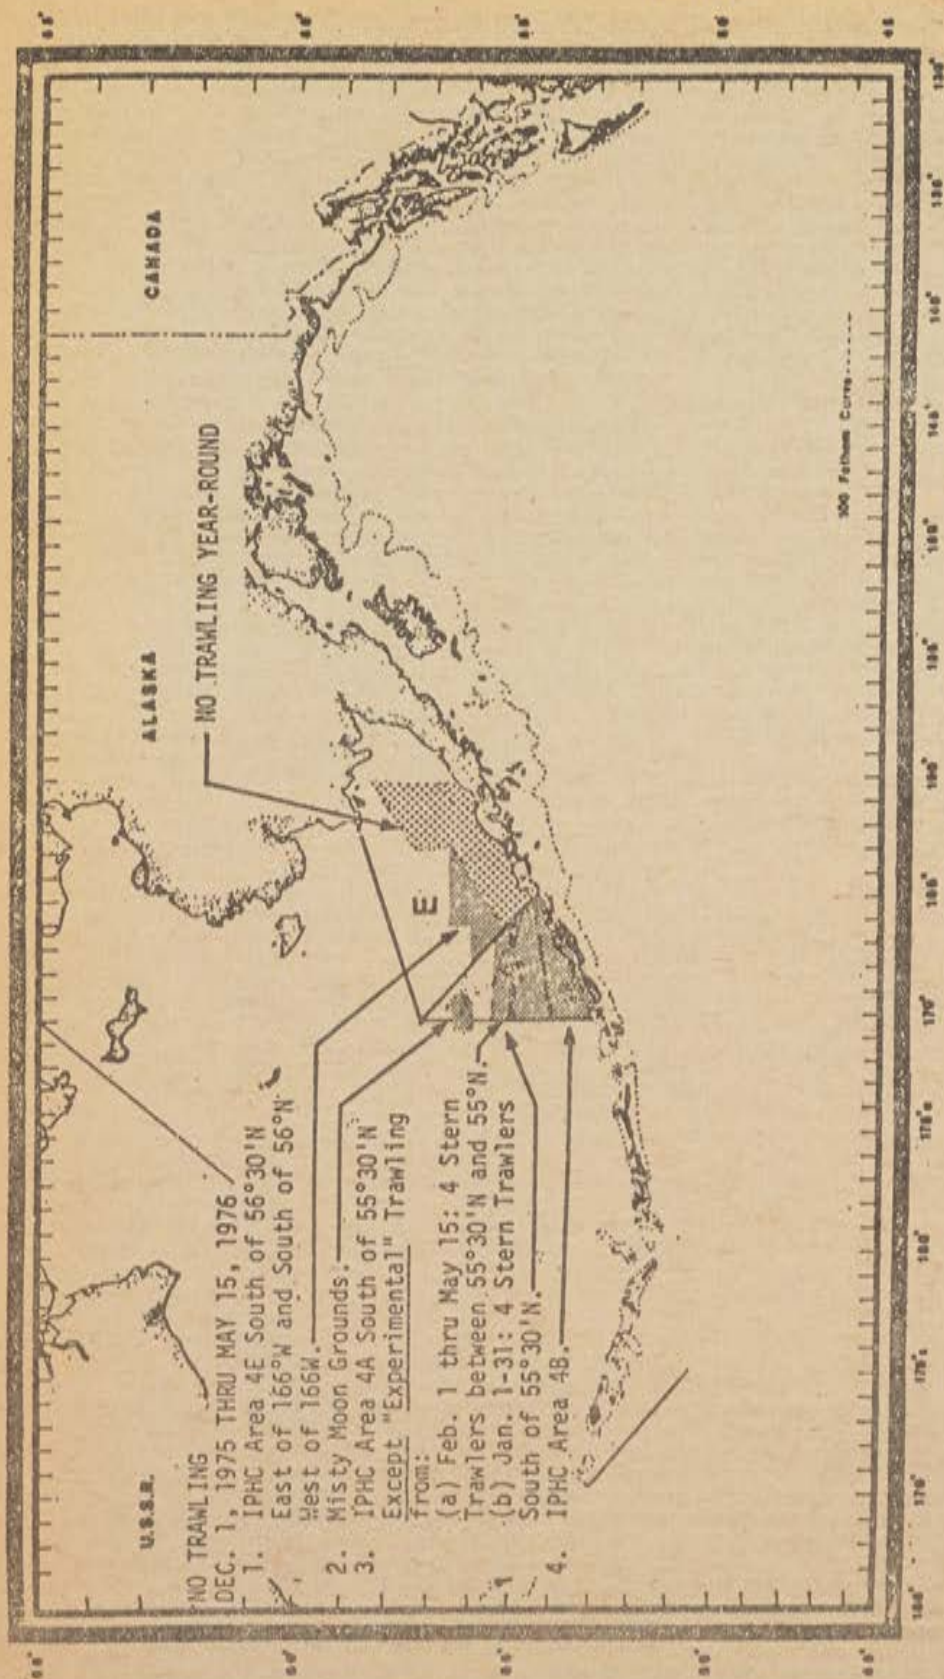 U.S.S.R.
ALASKA
CANADA
NO TRAWLING YEAR-ROUND
E
NO TRAWLING
DEC. 1, 1975 THRU MAY 15, 1976
1. IPHC Area 4E South of 56°30'N
East of 166°W and South of 56°N
West of 166W.
2. Misty Moon Grounds.
3. IPHC Area 4A South of 55°30'N
Except "Experimental" Trawling
from:
(a) Feb. 1 thru May 15: 4 Stern
Trawlers between 55°30'N and 55°N.
(b) Jan. 1-31: 4 Stern Trawlers
South of 55°30'N.
4. IPHC Area 4B.
100 Fathom Curve